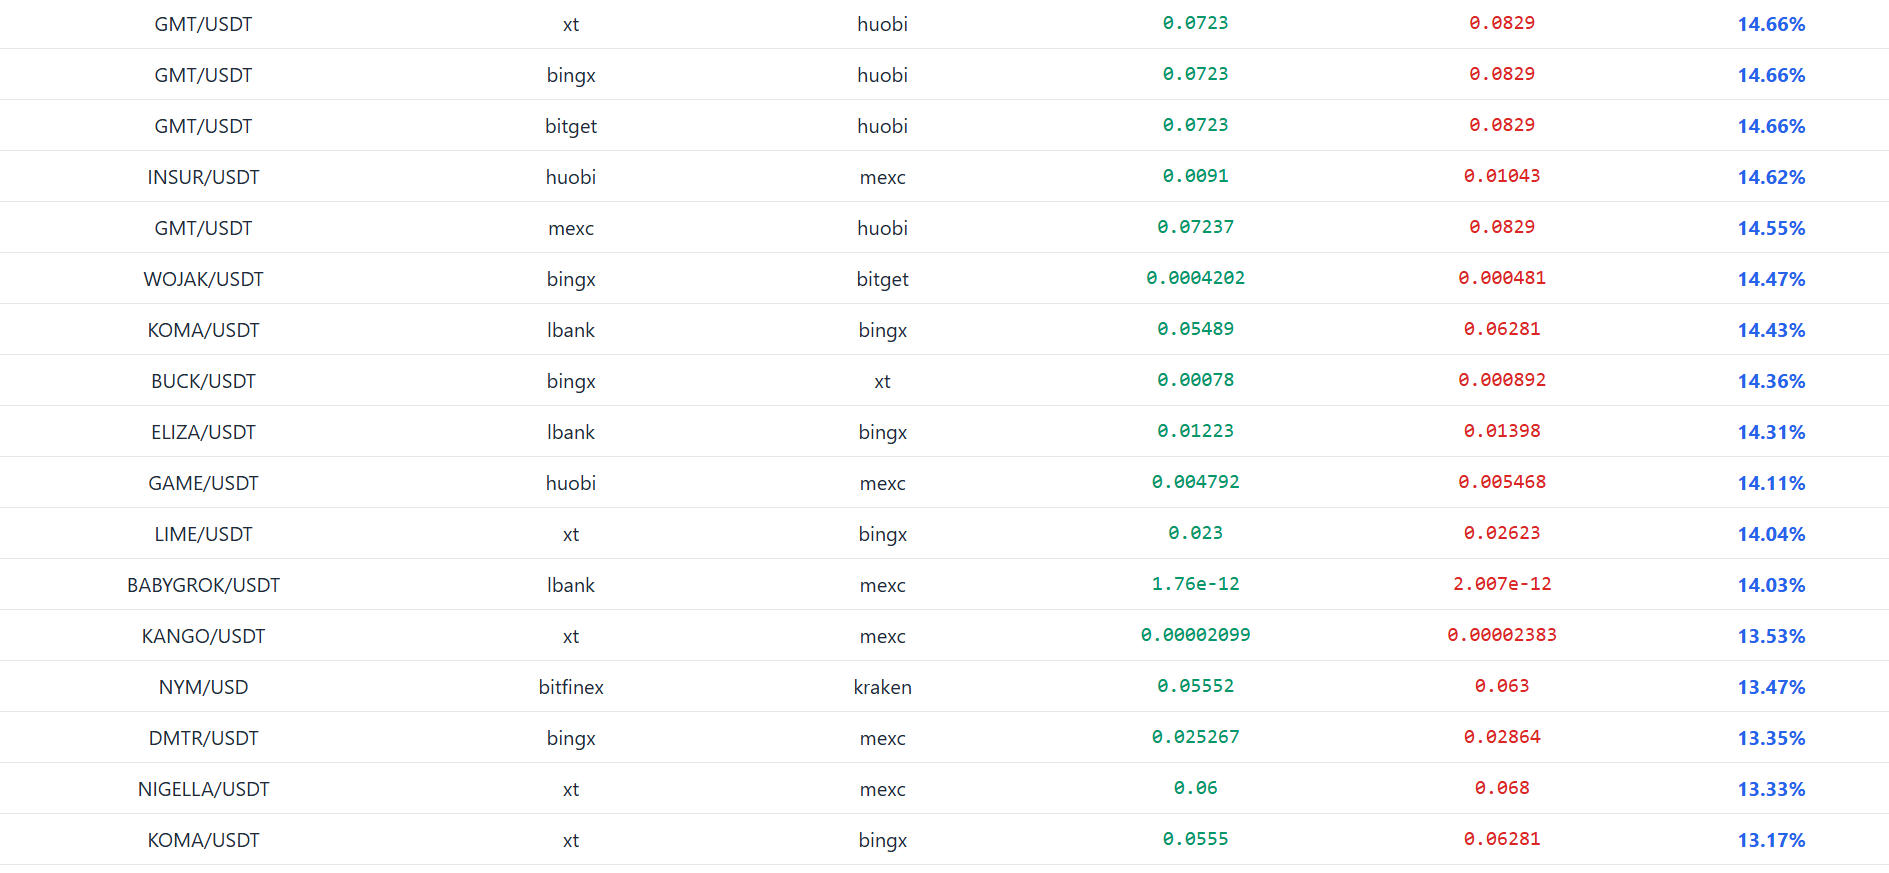 GMT/USDT xt huobi 0.0723 0.0829 14.66%
GMT/USDT bingx huobi 0.0723 0.0829 14.66%
GMT/USDT bitget huobi 0.0723 0.0829 14.66%
INSUR/USDT huobi mexc 0.0091 0.01043 14.62%
GMT/USDT mexc huobi 0.07237 0.0829 14.55%
WOJAK/USDT bingx bitget 0.0004202 0.000481 14.47%
KOMA/USDT lbank bingx 0.05489 0.06281 14.43%
BUCK/USDT bingx xt 0.00078 0.000892 14.36%
ELIZA/USDT lbank bingx 0.01223 0.01398 14.31%
GAME/USDT huobi mexc 0.004792 0.005468 14.11%
LIME/USDT xt bingx 0.023 0.02623 14.04%
BABYGROK/USDT lbank mexc 1.76e-12 2.007e-12 14.03%
KANGO/USDT xt mexc 0.00002099 0.00002383 13.53%
NYM/USD bitfinex kraken 0.05552 0.063 13.47%
DMTR/USDT bingx mexc 0.025267 0.02864 13.35%
NIGELLA/USDT xt mexc 0.06 0.068 13.33%
KOMA/USDT xt bingx 0.0555 0.06281 13.17%